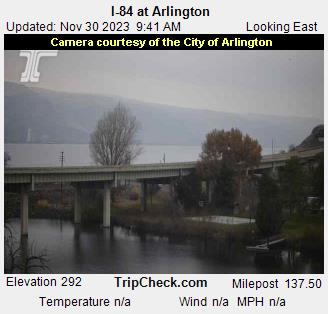 I-84 at Arlington
Updated: Nov 30 2023 9:41 AM Looking East
Camera courtesy of the City of Arlington
Elevation 292 TripCheck.com Milepost 137.50
Temperature n/a Wind n/a MPH n/a